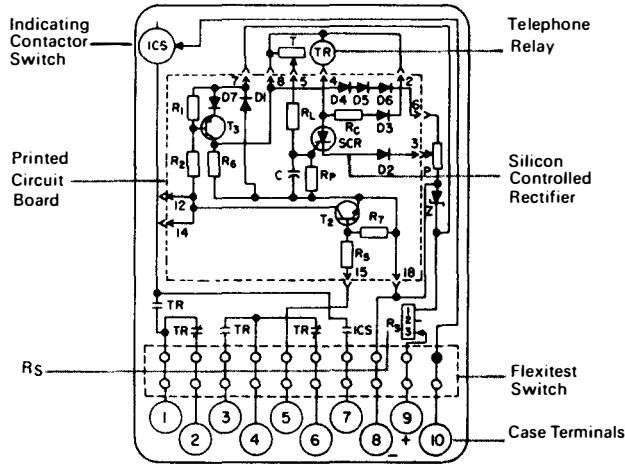 Indicating
Contactor
Switch
Telephone
Relay
ICS
T
TR
7
8
5
4
2
D7
D1
D4
D5
D6
6
R1
T3
RL
RC
D3
SCR
3
Printed
Circuit
Board
R2
R6
C
RP
D2
P
Silicon
Controlled
Rectifier
12
T2
R7
Z
14
R5
15
18
TR
RS
1
2
3
TR
TR
TR
ICS
RS
Flexitest
Switch
1
3
5
7
9
2
4
6
8
10
− +
Case Terminals